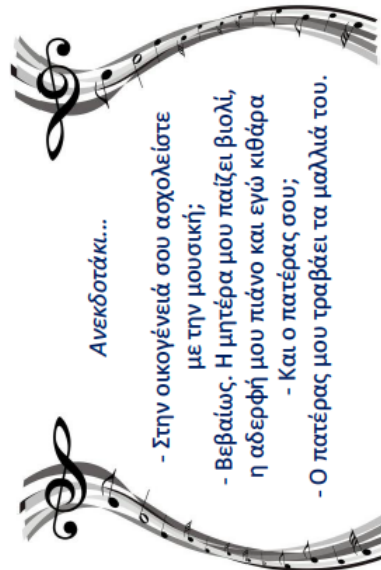 Ανεκδοτάκι...
- Στην οικογένειά σου ασχολείστε
με την μουσική;
- Βεβαίως. Η μητέρα μου παίζει βιολί,
η αδερφή μου πιάνο και εγώ κιθάρα
- Και ο πατέρας σου;
- Ο πατέρας μου τραβάει τα μαλλιά του.